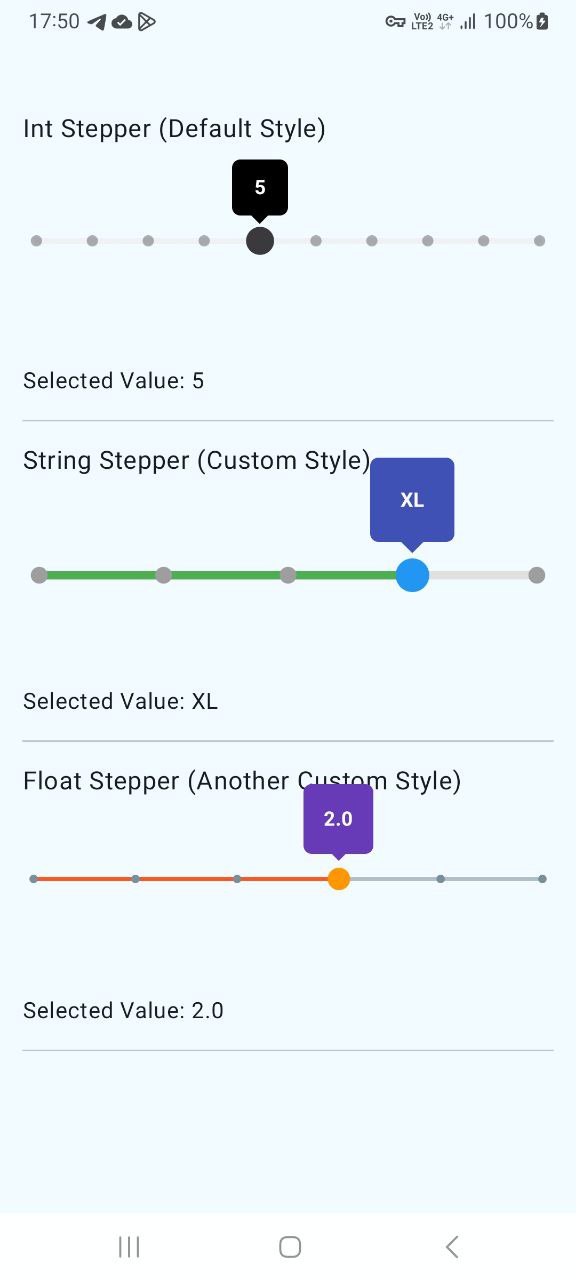 17:50 Vo)) LTE2 4G+ 100%
Int Stepper (Default Style)
5
Selected Value: 5
String Stepper (Custom Style)
XL
Selected Value: XL
Float Stepper (Another Custom Style)
2.0
Selected Value: 2.0